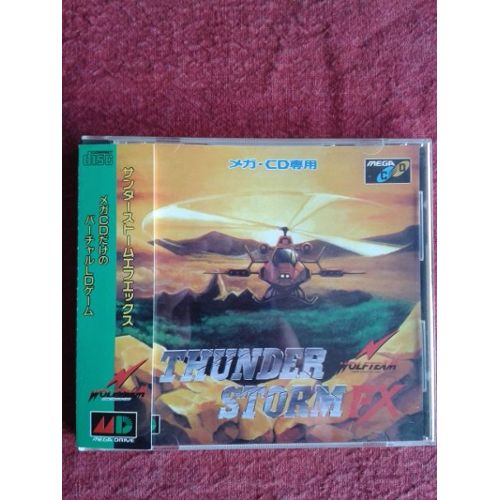 disc
サンダーストームエフエックス
メガCDだけの
バーチャルLDゲーム
WOLFTEAM
MD
MEGA DRIVE
メガ・CD専用
MEGA
CD
THUNDER
STORM FX
WOLFTEAM